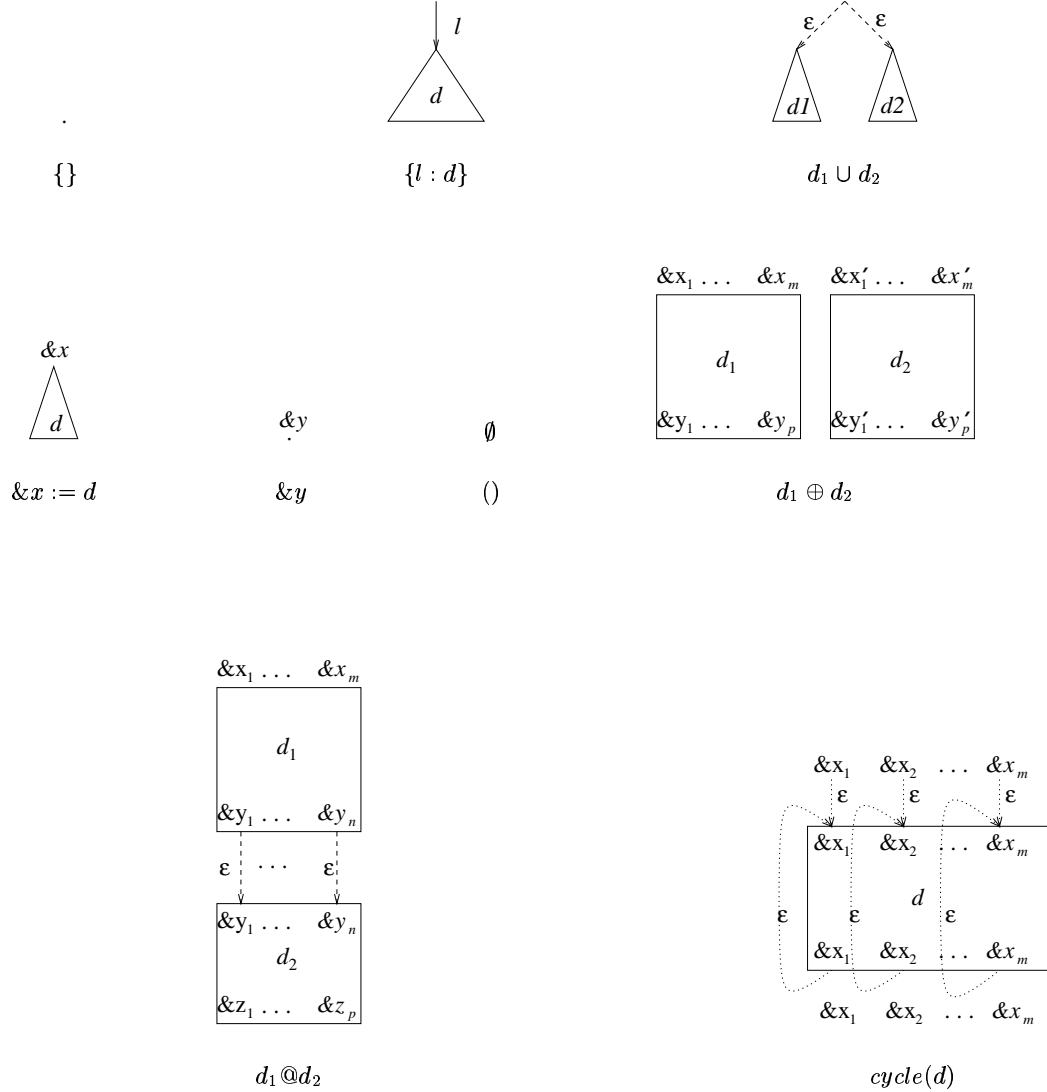 l
ε ε
d
d1 d2
{}
{l : d}
d₁ ∪ d₂
&x₁ . . . &xₘ
&x′₁ . . . &x′ₘ
d₁
d₂
&x
d
&y
∅
&y₁ . . . &yₚ
&y′₁ . . . &y′ₚ
&x := d
&y
()
d₁ ⊕ d₂
&x₁ . . . &xₘ
d₁
&y₁ . . . &yₙ
ε . . . ε
&y₁ . . . &yₙ
d₂
&z₁ . . . &zₚ
d₁@d₂
&x₁ &x₂ . . . &xₘ
ε ε ε
&x₁ &x₂ . . . &xₘ
d
ε ε ε
&x₁ &x₂ . . . &xₘ
&x₁ &x₂ . . . &xₘ
cycle(d)